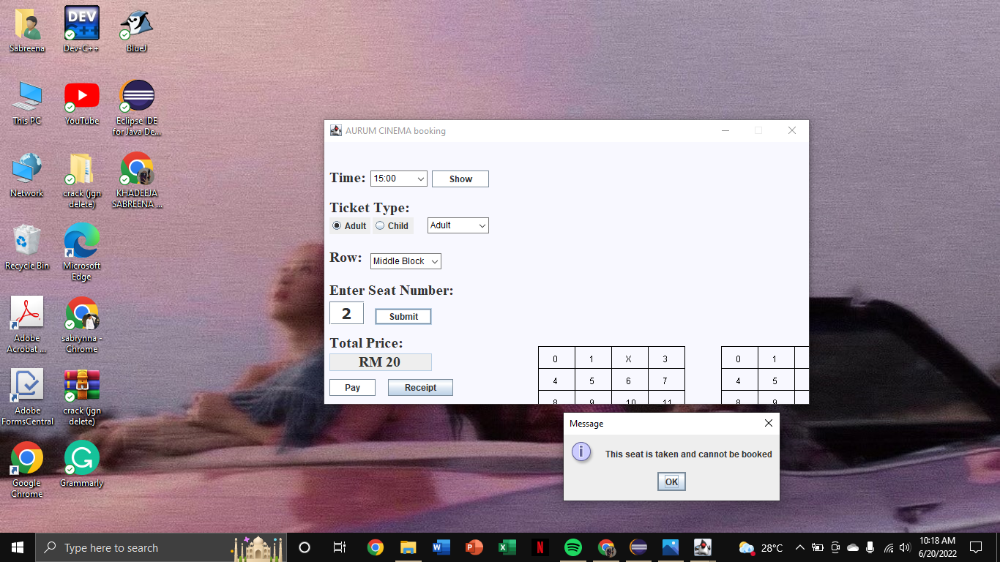 DEV
C++
Sabreena
Dev-C++
BlueJ
This PC
YouTube
Eclipse IDE
for Java De...
Network
crack (jgn
delete)
KHADEEJA
SABREENA ...
Recycle Bin
Microsoft
Edge
Adobe
Acrobat ...
sabrynna -
Chrome
Adobe
FormsCentral
crack (jgn
delete)
Google
Chrome
Grammarly
AURUM CINEMA booking
Time: 15:00 Show
Ticket Type:
Adult Child Adult
Row: Middle Block
Enter Seat Number:
2 Submit
Total Price:
RM 20
Pay Receipt
0 1 X 3
4 5 6 7
8 9 10 11
0 1
4 5
8 9
Message
This seat is taken and cannot be booked
OK
Type here to search
28°C
10:18 AM
6/20/2022